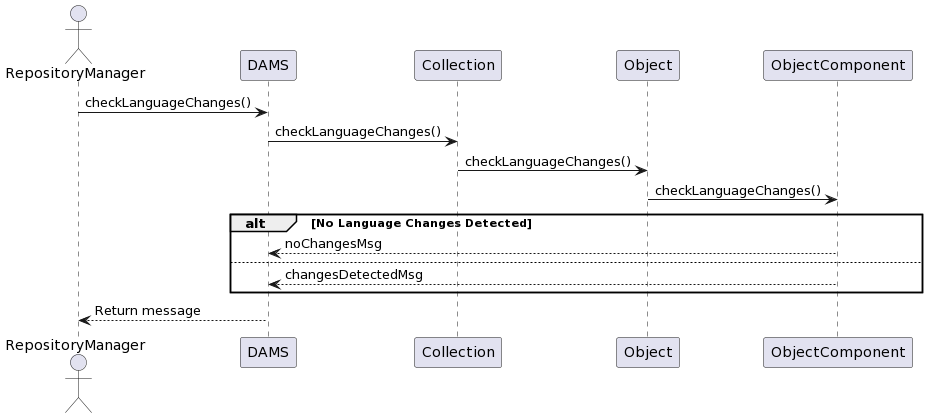 RepositoryManager
DAMS
Collection
Object
ObjectComponent
checkLanguageChanges()
checkLanguageChanges()
checkLanguageChanges()
checkLanguageChanges()
alt [No Language Changes Detected]
noChangesMsg
changesDetectedMsg
Return message
RepositoryManager
DAMS
Collection
Object
ObjectComponent